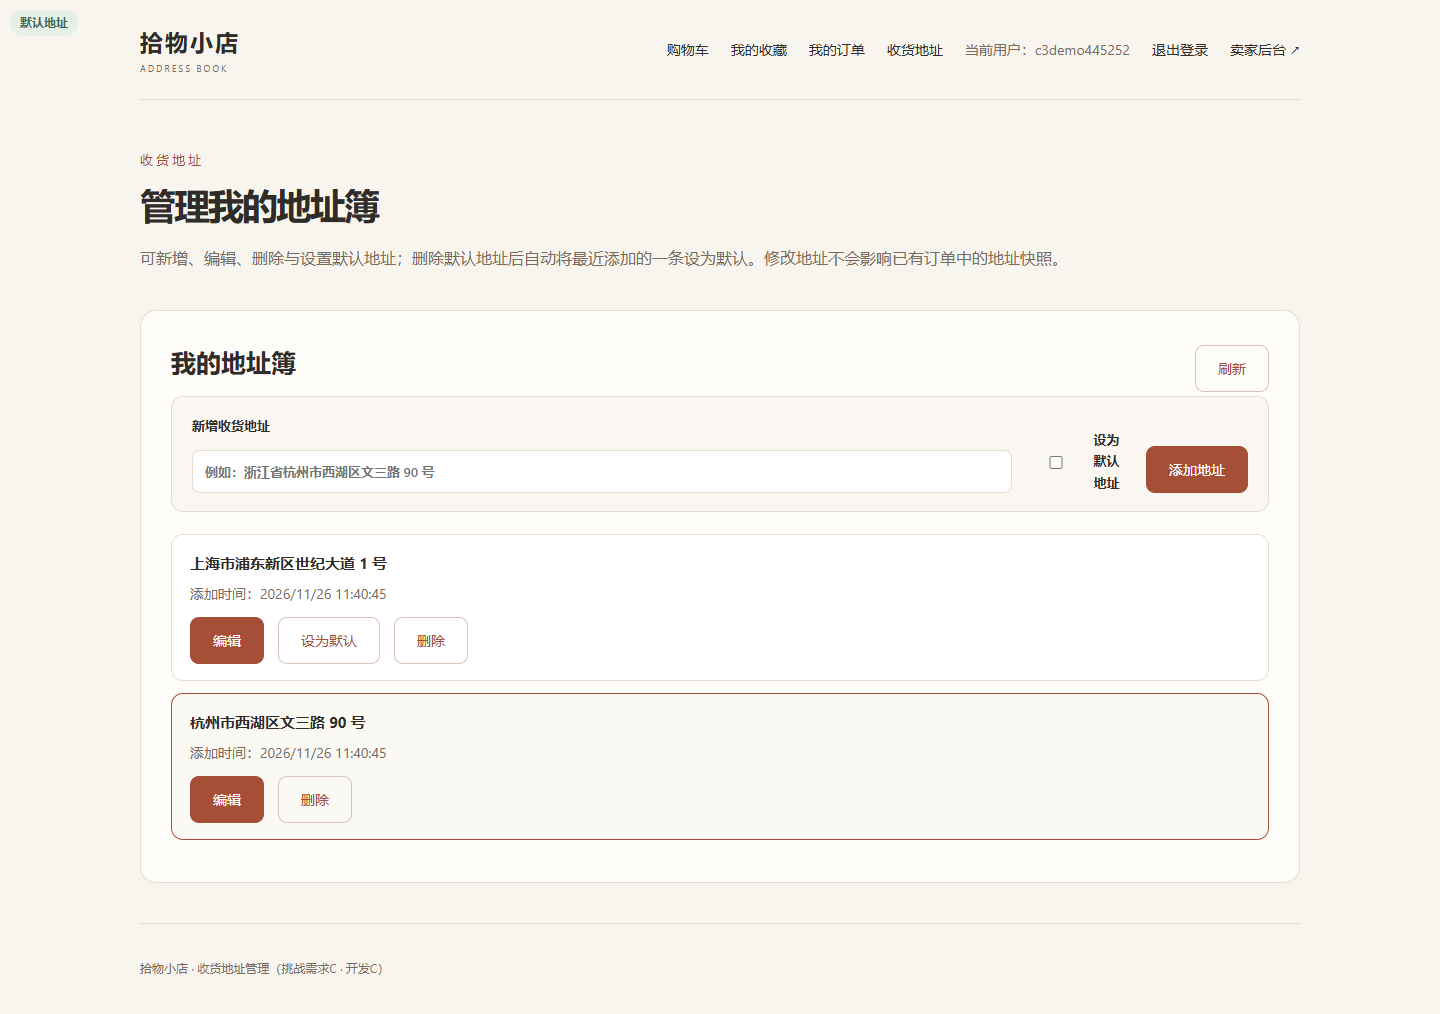 默认地址
拾物小店
ADDRESS BOOK
购物车 我的收藏 我的订单 收货地址 当前用户：c3demo445252 退出登录 卖家后台 ↗
收货地址
管理我的地址簿
可新增、编辑、删除与设置默认地址；删除默认地址后自动将最近添加的一条设为默认。修改地址不会影响已有订单中的地址快照。
我的地址簿
刷新
新增收货地址
例如：浙江省杭州市西湖区文三路 90 号
设为
默认
地址
添加地址
上海市浦东新区世纪大道 1 号
添加时间：2026/11/26 11:40:45
编辑 设为默认 删除
杭州市西湖区文三路 90 号
添加时间：2026/11/26 11:40:45
编辑 删除
拾物小店 · 收货地址管理（挑战需求C · 开发C）